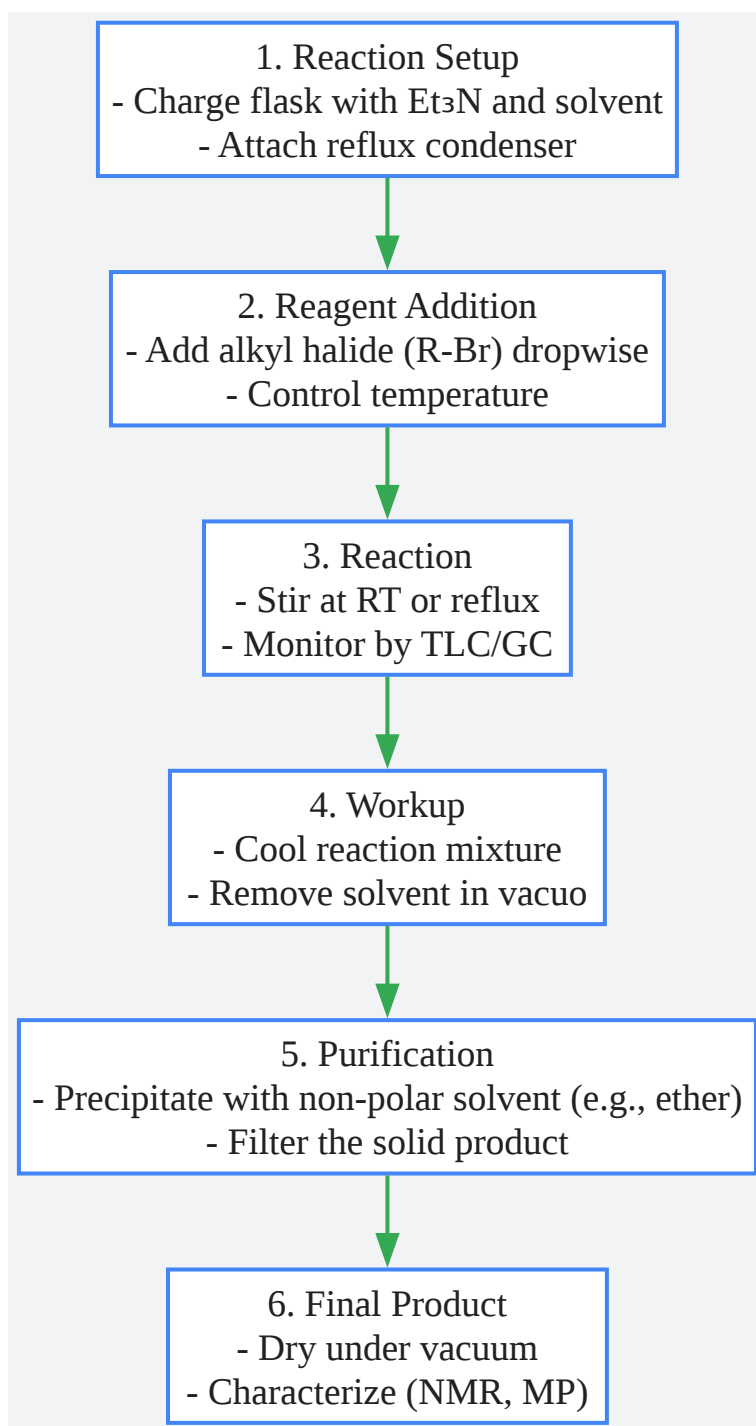 1. Reaction Setup
- Charge flask with Et₃N and solvent
- Attach reflux condenser
2. Reagent Addition
- Add alkyl halide (R-Br) dropwise
- Control temperature
3. Reaction
- Stir at RT or reflux
- Monitor by TLC/GC
4. Workup
- Cool reaction mixture
- Remove solvent in vacuo
5. Purification
- Precipitate with non-polar solvent (e.g., ether)
- Filter the solid product
6. Final Product
- Dry under vacuum
- Characterize (NMR, MP)